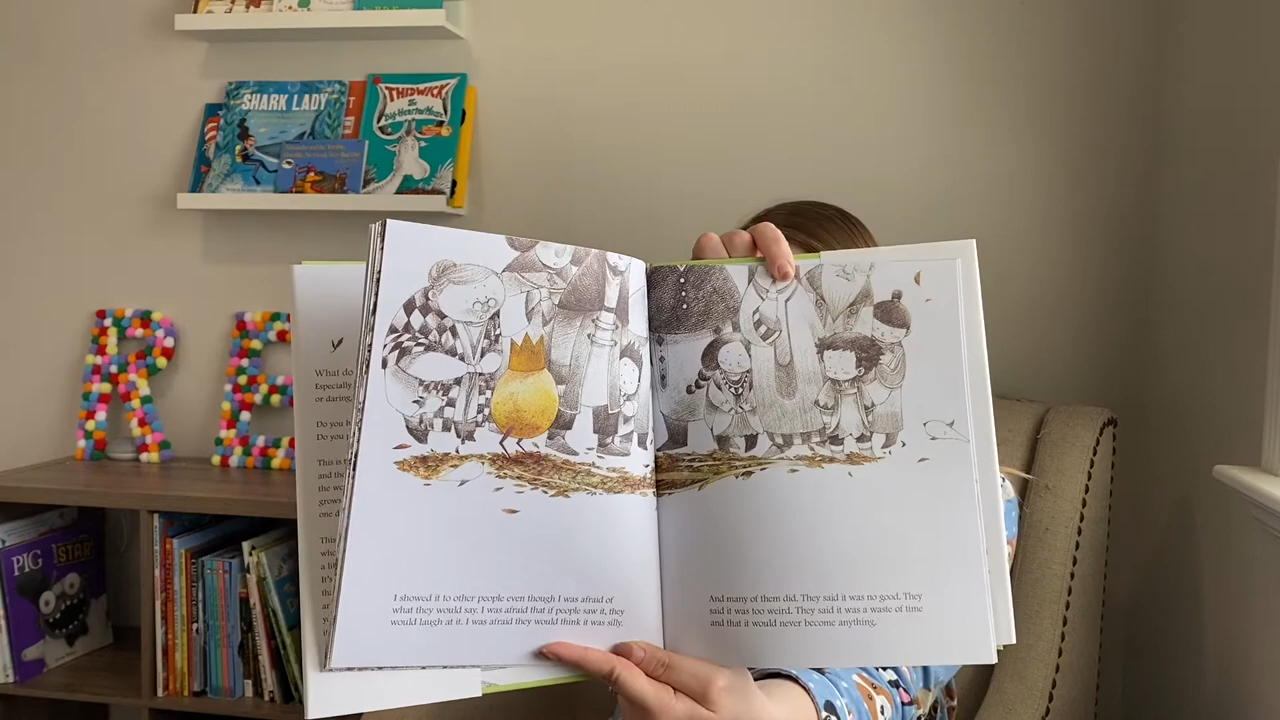 SHARK LADY
THIDWICK
The
Big-Hearted Moose
R
E
PIG
THE
STAR
What do
Especially
or daring,
Do you h
Do you p
This is t
and the
the wo
grows
one d
This
who
a li
It's
I showed it to other people even though I was afraid of
what they would say. I was afraid that if people saw it, they
would laugh at it. I was afraid they would think it was silly.
And many of them did. They said it was no good. They
said it was too weird. They said it was a waste of time
and that it would never become anything.